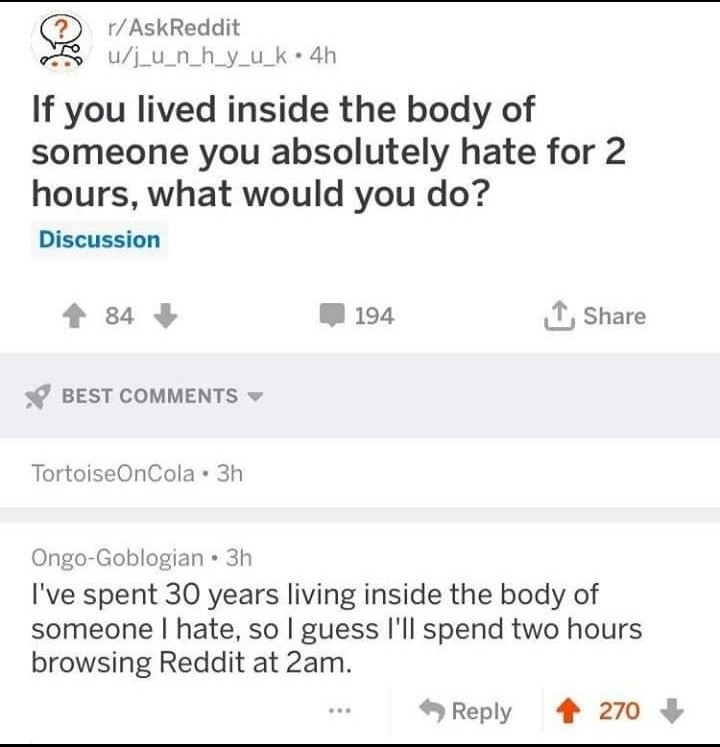 r/AskReddit
u/j_u_n_h_y_u_k • 4h
If you lived inside the body of
someone you absolutely hate for 2
hours, what would you do?
Discussion
84
194
Share
BEST COMMENTS
TortoiseOnCola • 3h
Ongo-Goblogian • 3h
I've spent 30 years living inside the body of
someone I hate, so I guess I'll spend two hours
browsing Reddit at 2am.
... Reply 270